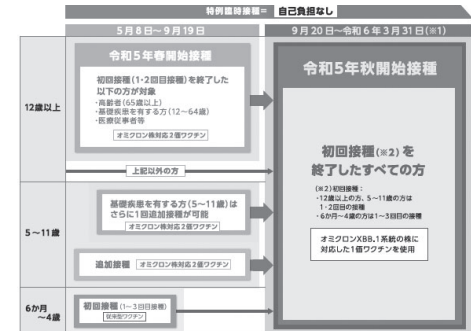 特例臨時接種＝ 自己負担なし
5月8日～9月19日
9月20日～令和6年3月31日(※1)
12歳以上
令和5年春開始接種
初回接種(1・2回目接種)を終了した
以下の方が対象
・高齢者(65歳以上)
・基礎疾患を有する方(12～64歳)
・医療従事者等
オミクロン株対応2価ワクチン
上記以外の方
5～11歳
基礎疾患を有する方(5～11歳)は
さらに1回追加接種が可能
オミクロン株対応2価ワクチン
追加接種 オミクロン株対応2価ワクチン
6か月
～4歳
初回接種(1～3回目接種)
従来型ワクチン
令和5年秋開始接種
初回接種(※2)を
終了したすべての方
(※2)初回接種：
・12歳以上の方、5～11歳の方は
1・2回目の接種
・6か月～4歳の方は1～3回目の接種
オミクロンXBB.1系統の株に
対応した1価ワクチンを使用